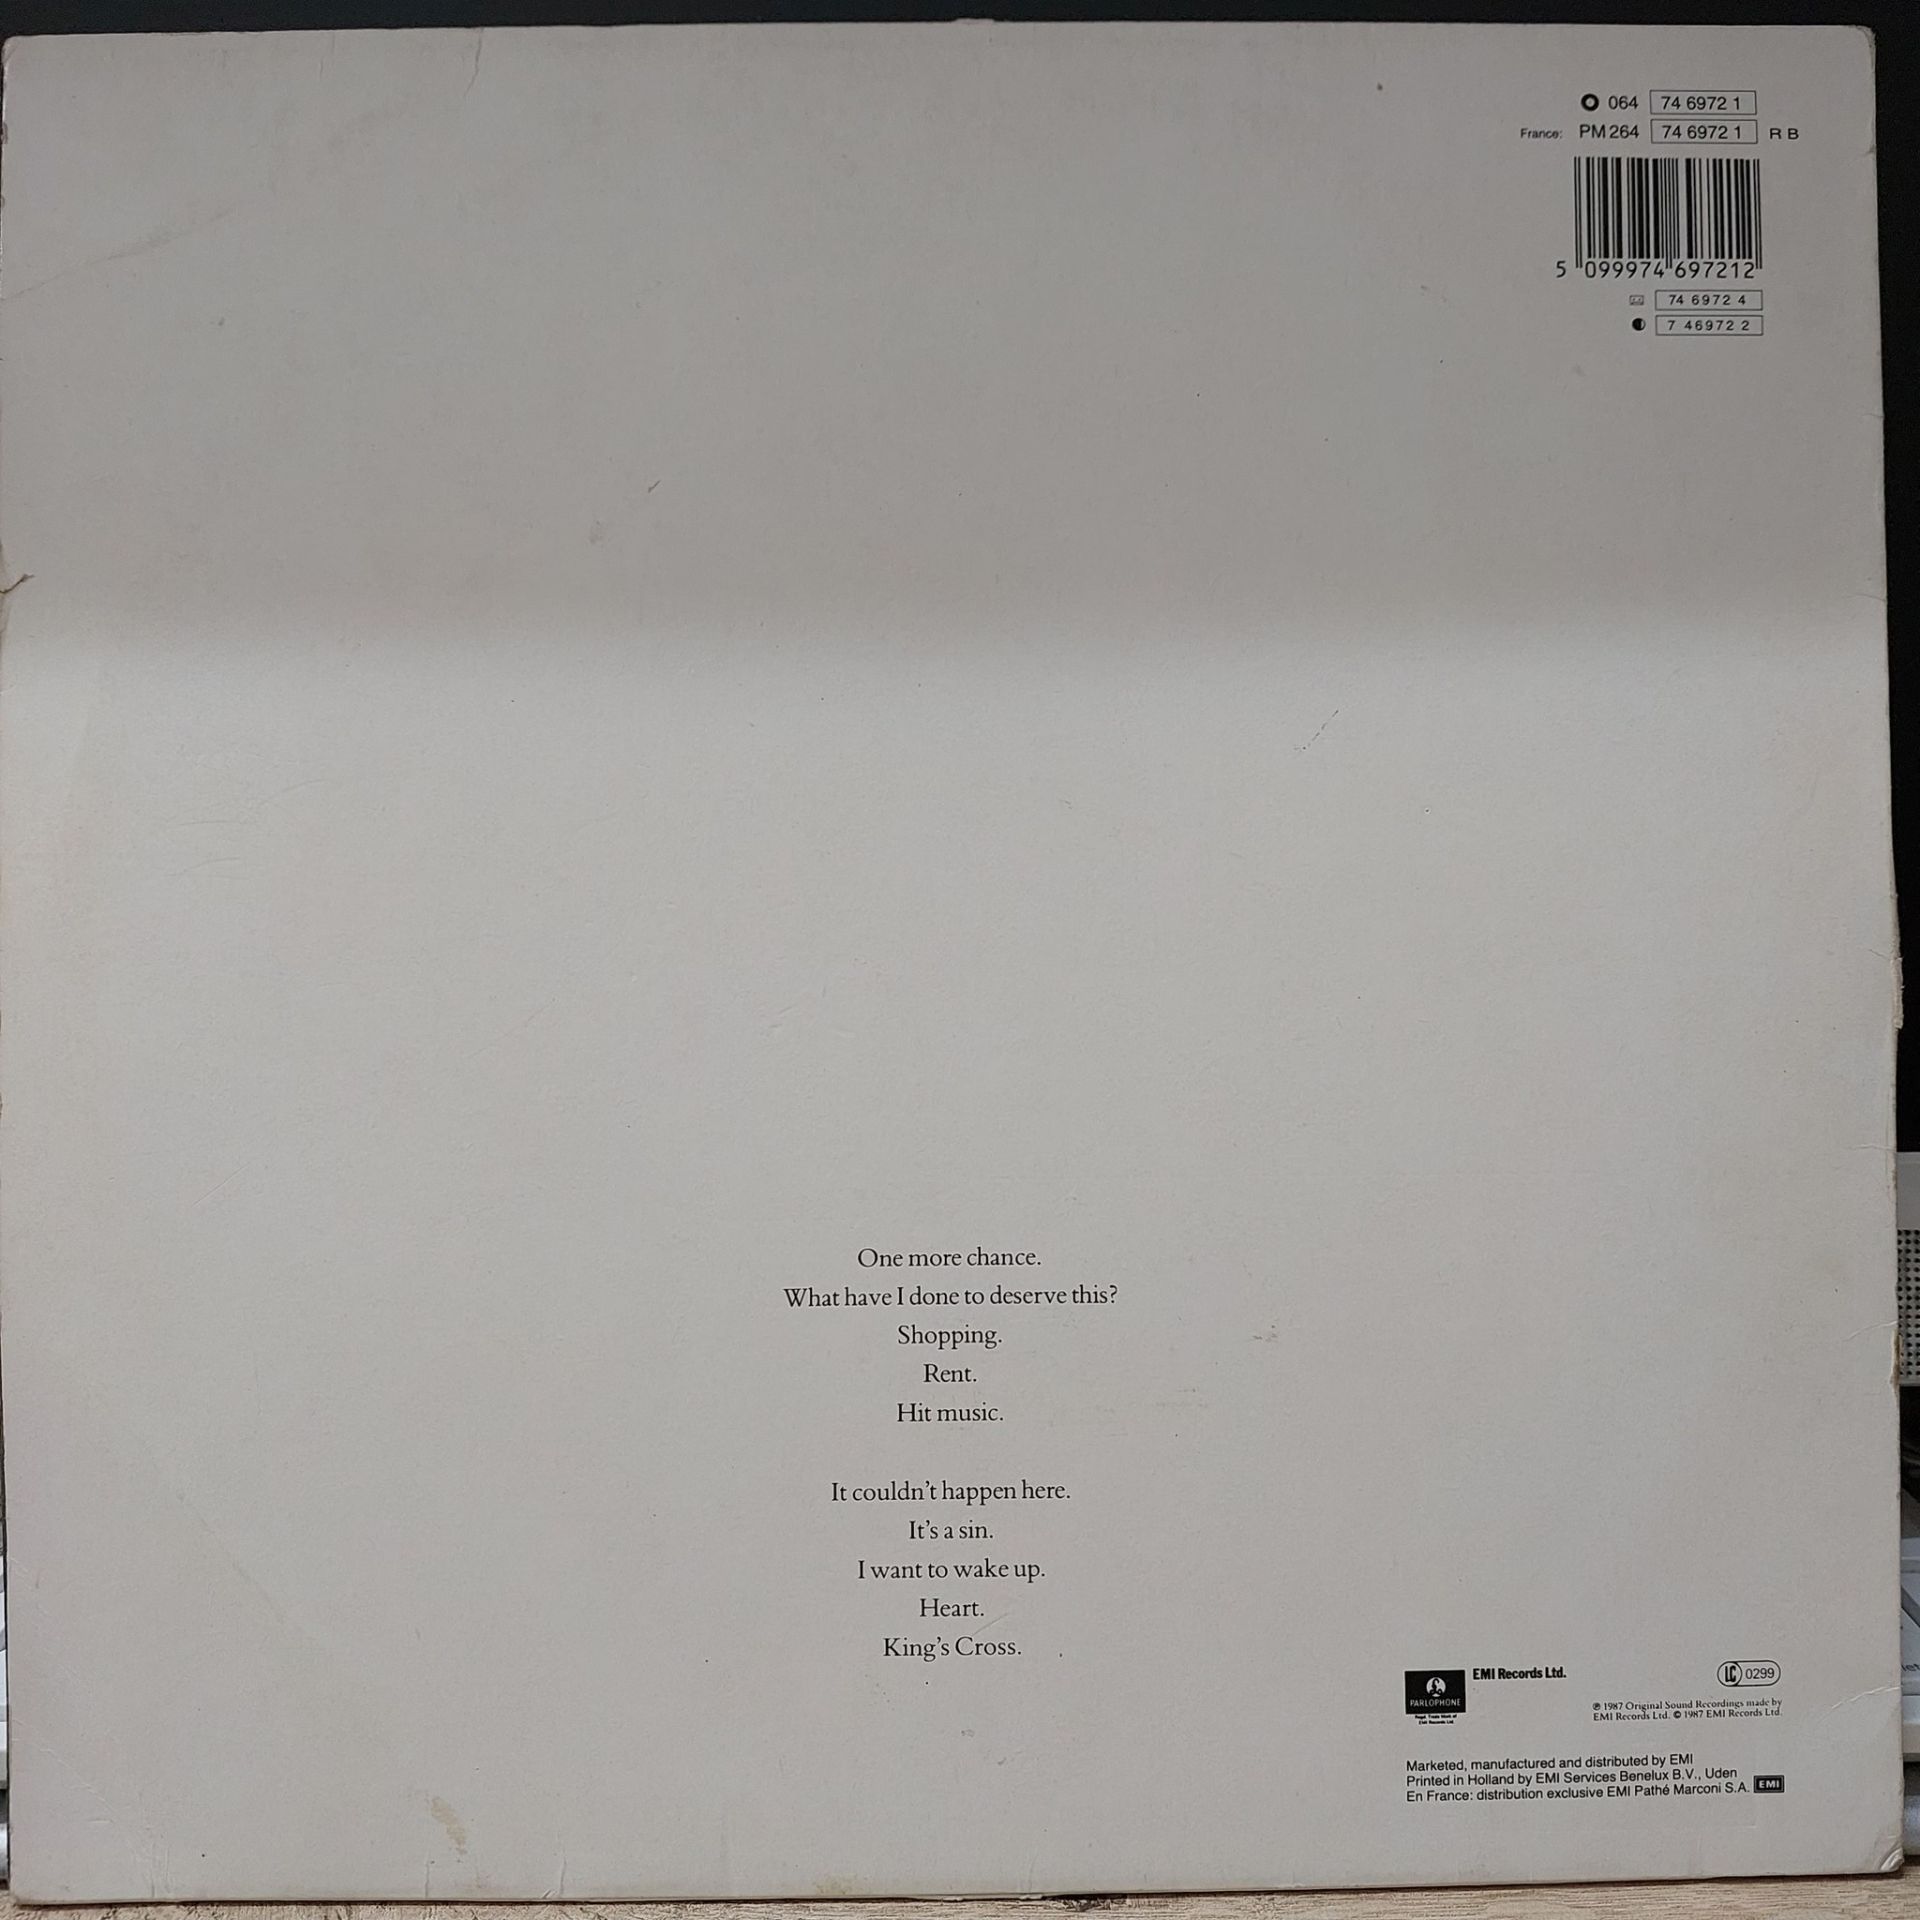 064 74 6972 1
France: PM 264 74 6972 1 R B
5 099974 697212
74 6972 4
7 46972 2
One more chance.
What have I done to deserve this?
Shopping.
Rent.
Hit music.
It couldn't happen here.
It's a sin.
I want to wake up.
Heart.
King's Cross.
PARLOPHONE
EMI Records Ltd.
LC 0299
℗ 1987 Original Sound Recordings made by
EMI Records Ltd. © 1987 EMI Records Ltd.
Marketed, manufactured and distributed by EMI
Printed in Holland by EMI Services Benelux B.V., Uden
En France: distribution exclusive EMI Pathé Marconi S.A. EMI